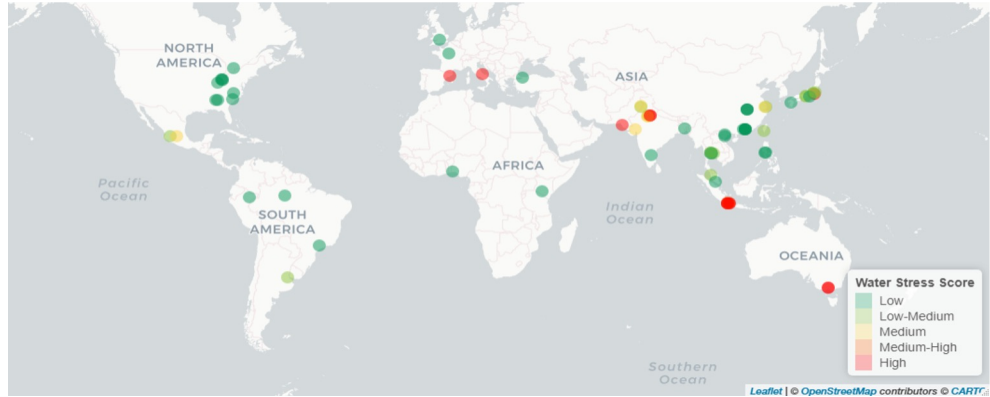 NORTH
AMERICA
ASIA
AFRICA
Pacific
Ocean
SOUTH
AMERICA
Indian
Ocean
OCEANIA
Water Stress Score
Low
Low-Medium
Medium
Medium-High
High
Southern
Ocean
Leaflet | © OpenStreetMap contributors ©